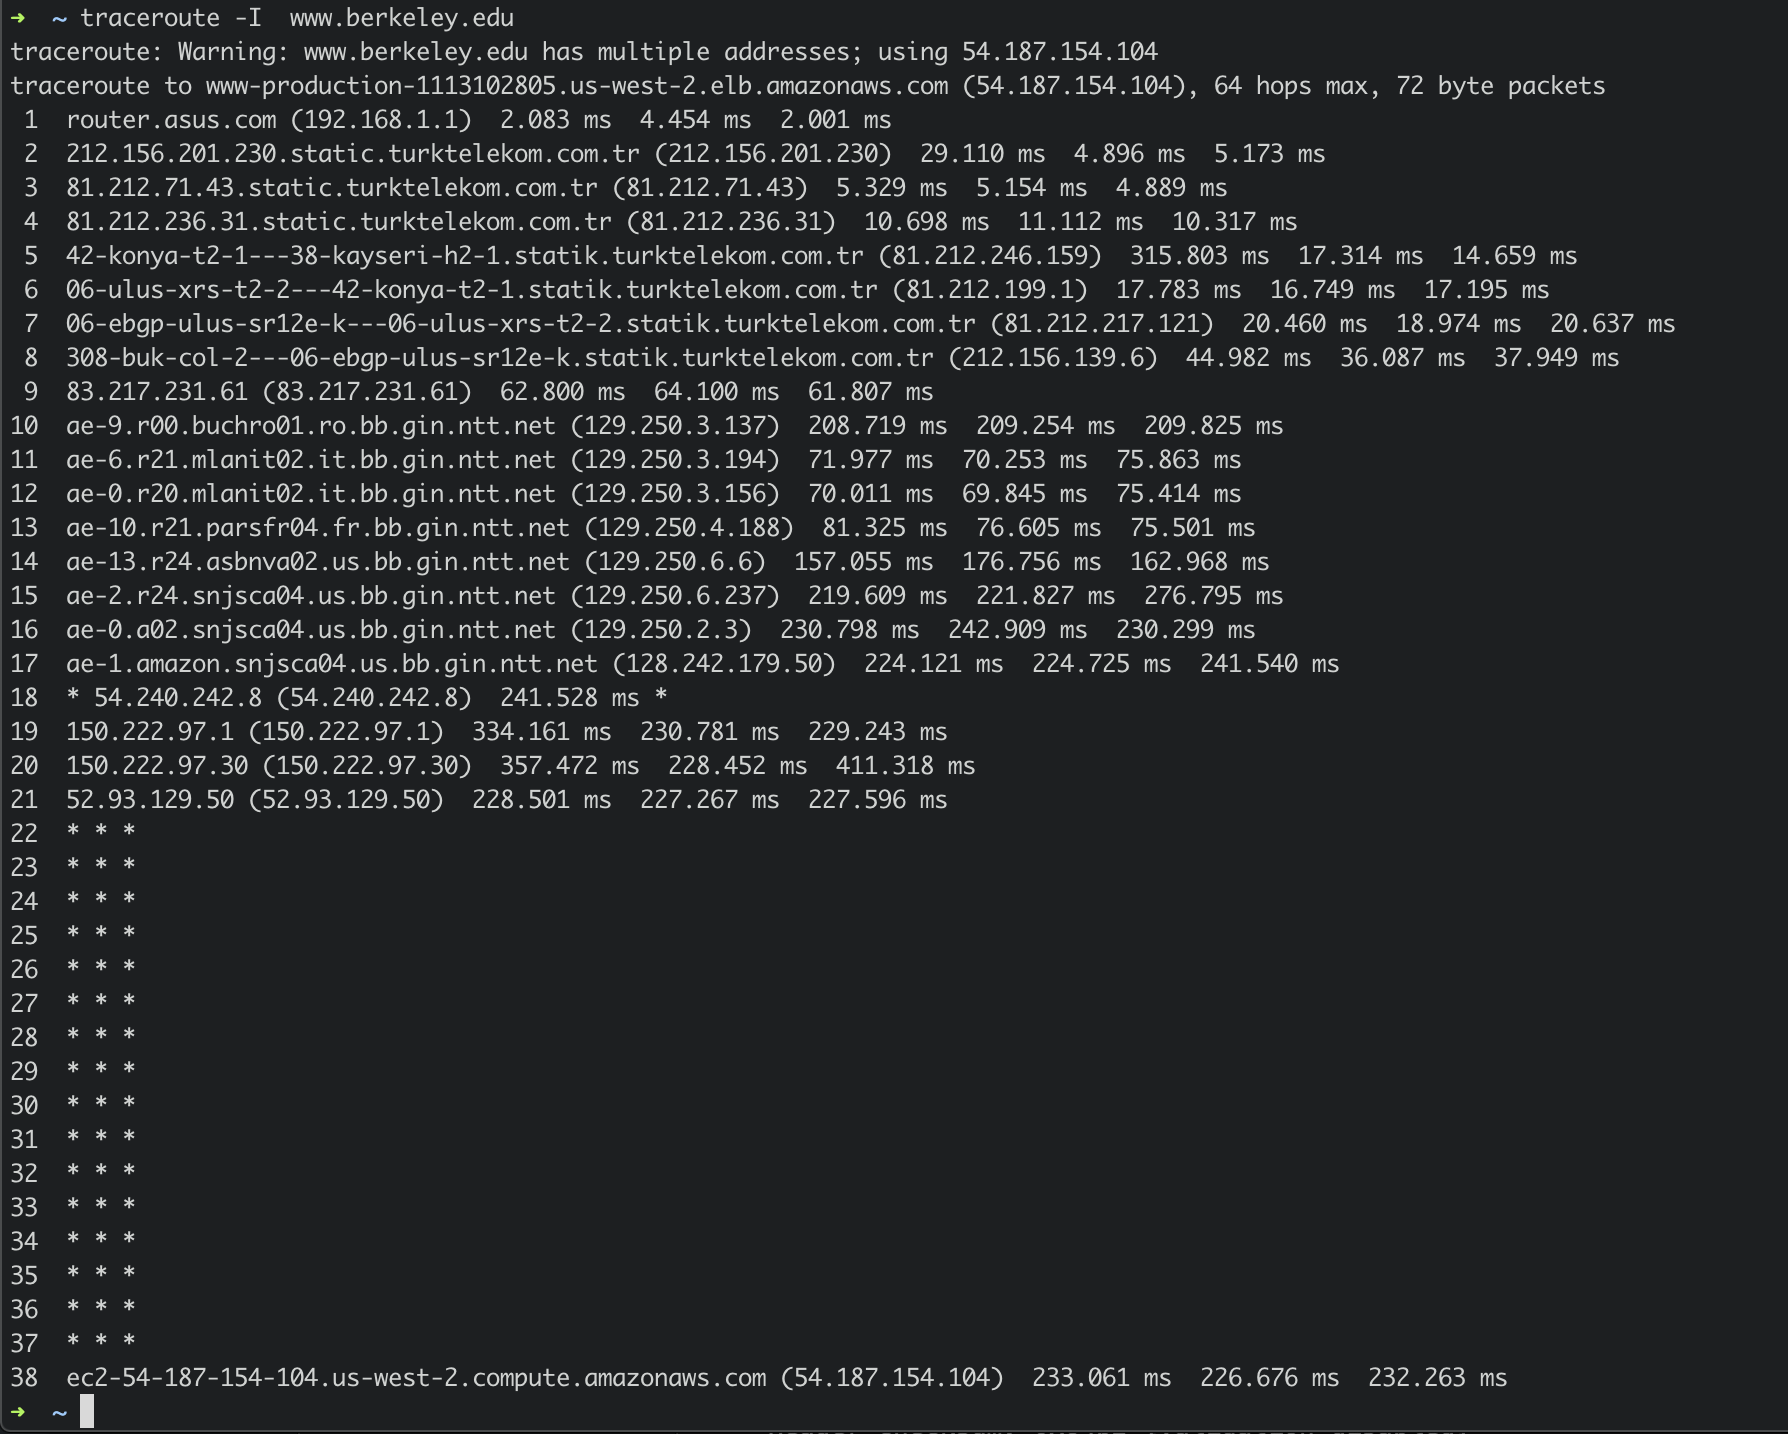 ➜  ~ traceroute -I  www.berkeley.edu
traceroute: Warning: www.berkeley.edu has multiple addresses; using 54.187.154.104
traceroute to www-production-1113102805.us-west-2.elb.amazonaws.com (54.187.154.104), 64 hops max, 72 byte packets
 1  router.asus.com (192.168.1.1)  2.083 ms  4.454 ms  2.001 ms
 2  212.156.201.230.static.turktelekom.com.tr (212.156.201.230)  29.110 ms  4.896 ms  5.173 ms
 3  81.212.71.43.static.turktelekom.com.tr (81.212.71.43)  5.329 ms  5.154 ms  4.889 ms
 4  81.212.236.31.static.turktelekom.com.tr (81.212.236.31)  10.698 ms  11.112 ms  10.317 ms
 5  42-konya-t2-1---38-kayseri-h2-1.statik.turktelekom.com.tr (81.212.246.159)  315.803 ms  17.314 ms  14.659 ms
 6  06-ulus-xrs-t2-2---42-konya-t2-1.statik.turktelekom.com.tr (81.212.199.1)  17.783 ms  16.749 ms  17.195 ms
 7  06-ebgp-ulus-sr12e-k---06-ulus-xrs-t2-2.statik.turktelekom.com.tr (81.212.217.121)  20.460 ms  18.974 ms  20.637 ms
 8  308-buk-col-2---06-ebgp-ulus-sr12e-k.statik.turktelekom.com.tr (212.156.139.6)  44.982 ms  36.087 ms  37.949 ms
 9  83.217.231.61 (83.217.231.61)  62.800 ms  64.100 ms  61.807 ms
10  ae-9.r00.buchro01.ro.bb.gin.ntt.net (129.250.3.137)  208.719 ms  209.254 ms  209.825 ms
11  ae-6.r21.mlanit02.it.bb.gin.ntt.net (129.250.3.194)  71.977 ms  70.253 ms  75.863 ms
12  ae-0.r20.mlanit02.it.bb.gin.ntt.net (129.250.3.156)  70.011 ms  69.845 ms  75.414 ms
13  ae-10.r21.parsfr04.fr.bb.gin.ntt.net (129.250.4.188)  81.325 ms  76.605 ms  75.501 ms
14  ae-13.r24.asbnva02.us.bb.gin.ntt.net (129.250.6.6)  157.055 ms  176.756 ms  162.968 ms
15  ae-2.r24.snjsca04.us.bb.gin.ntt.net (129.250.6.237)  219.609 ms  221.827 ms  276.795 ms
16  ae-0.a02.snjsca04.us.bb.gin.ntt.net (129.250.2.3)  230.798 ms  242.909 ms  230.299 ms
17  ae-1.amazon.snjsca04.us.bb.gin.ntt.net (128.242.179.50)  224.121 ms  224.725 ms  241.540 ms
18  * 54.240.242.8 (54.240.242.8)  241.528 ms *
19  150.222.97.1 (150.222.97.1)  334.161 ms  230.781 ms  229.243 ms
20  150.222.97.30 (150.222.97.30)  357.472 ms  228.452 ms  411.318 ms
21  52.93.129.50 (52.93.129.50)  228.501 ms  227.267 ms  227.596 ms
22  * * *
23  * * *
24  * * *
25  * * *
26  * * *
27  * * *
28  * * *
29  * * *
30  * * *
31  * * *
32  * * *
33  * * *
34  * * *
35  * * *
36  * * *
37  * * *
38  ec2-54-187-154-104.us-west-2.compute.amazonaws.com (54.187.154.104)  233.061 ms  226.676 ms  232.263 ms
➜  ~